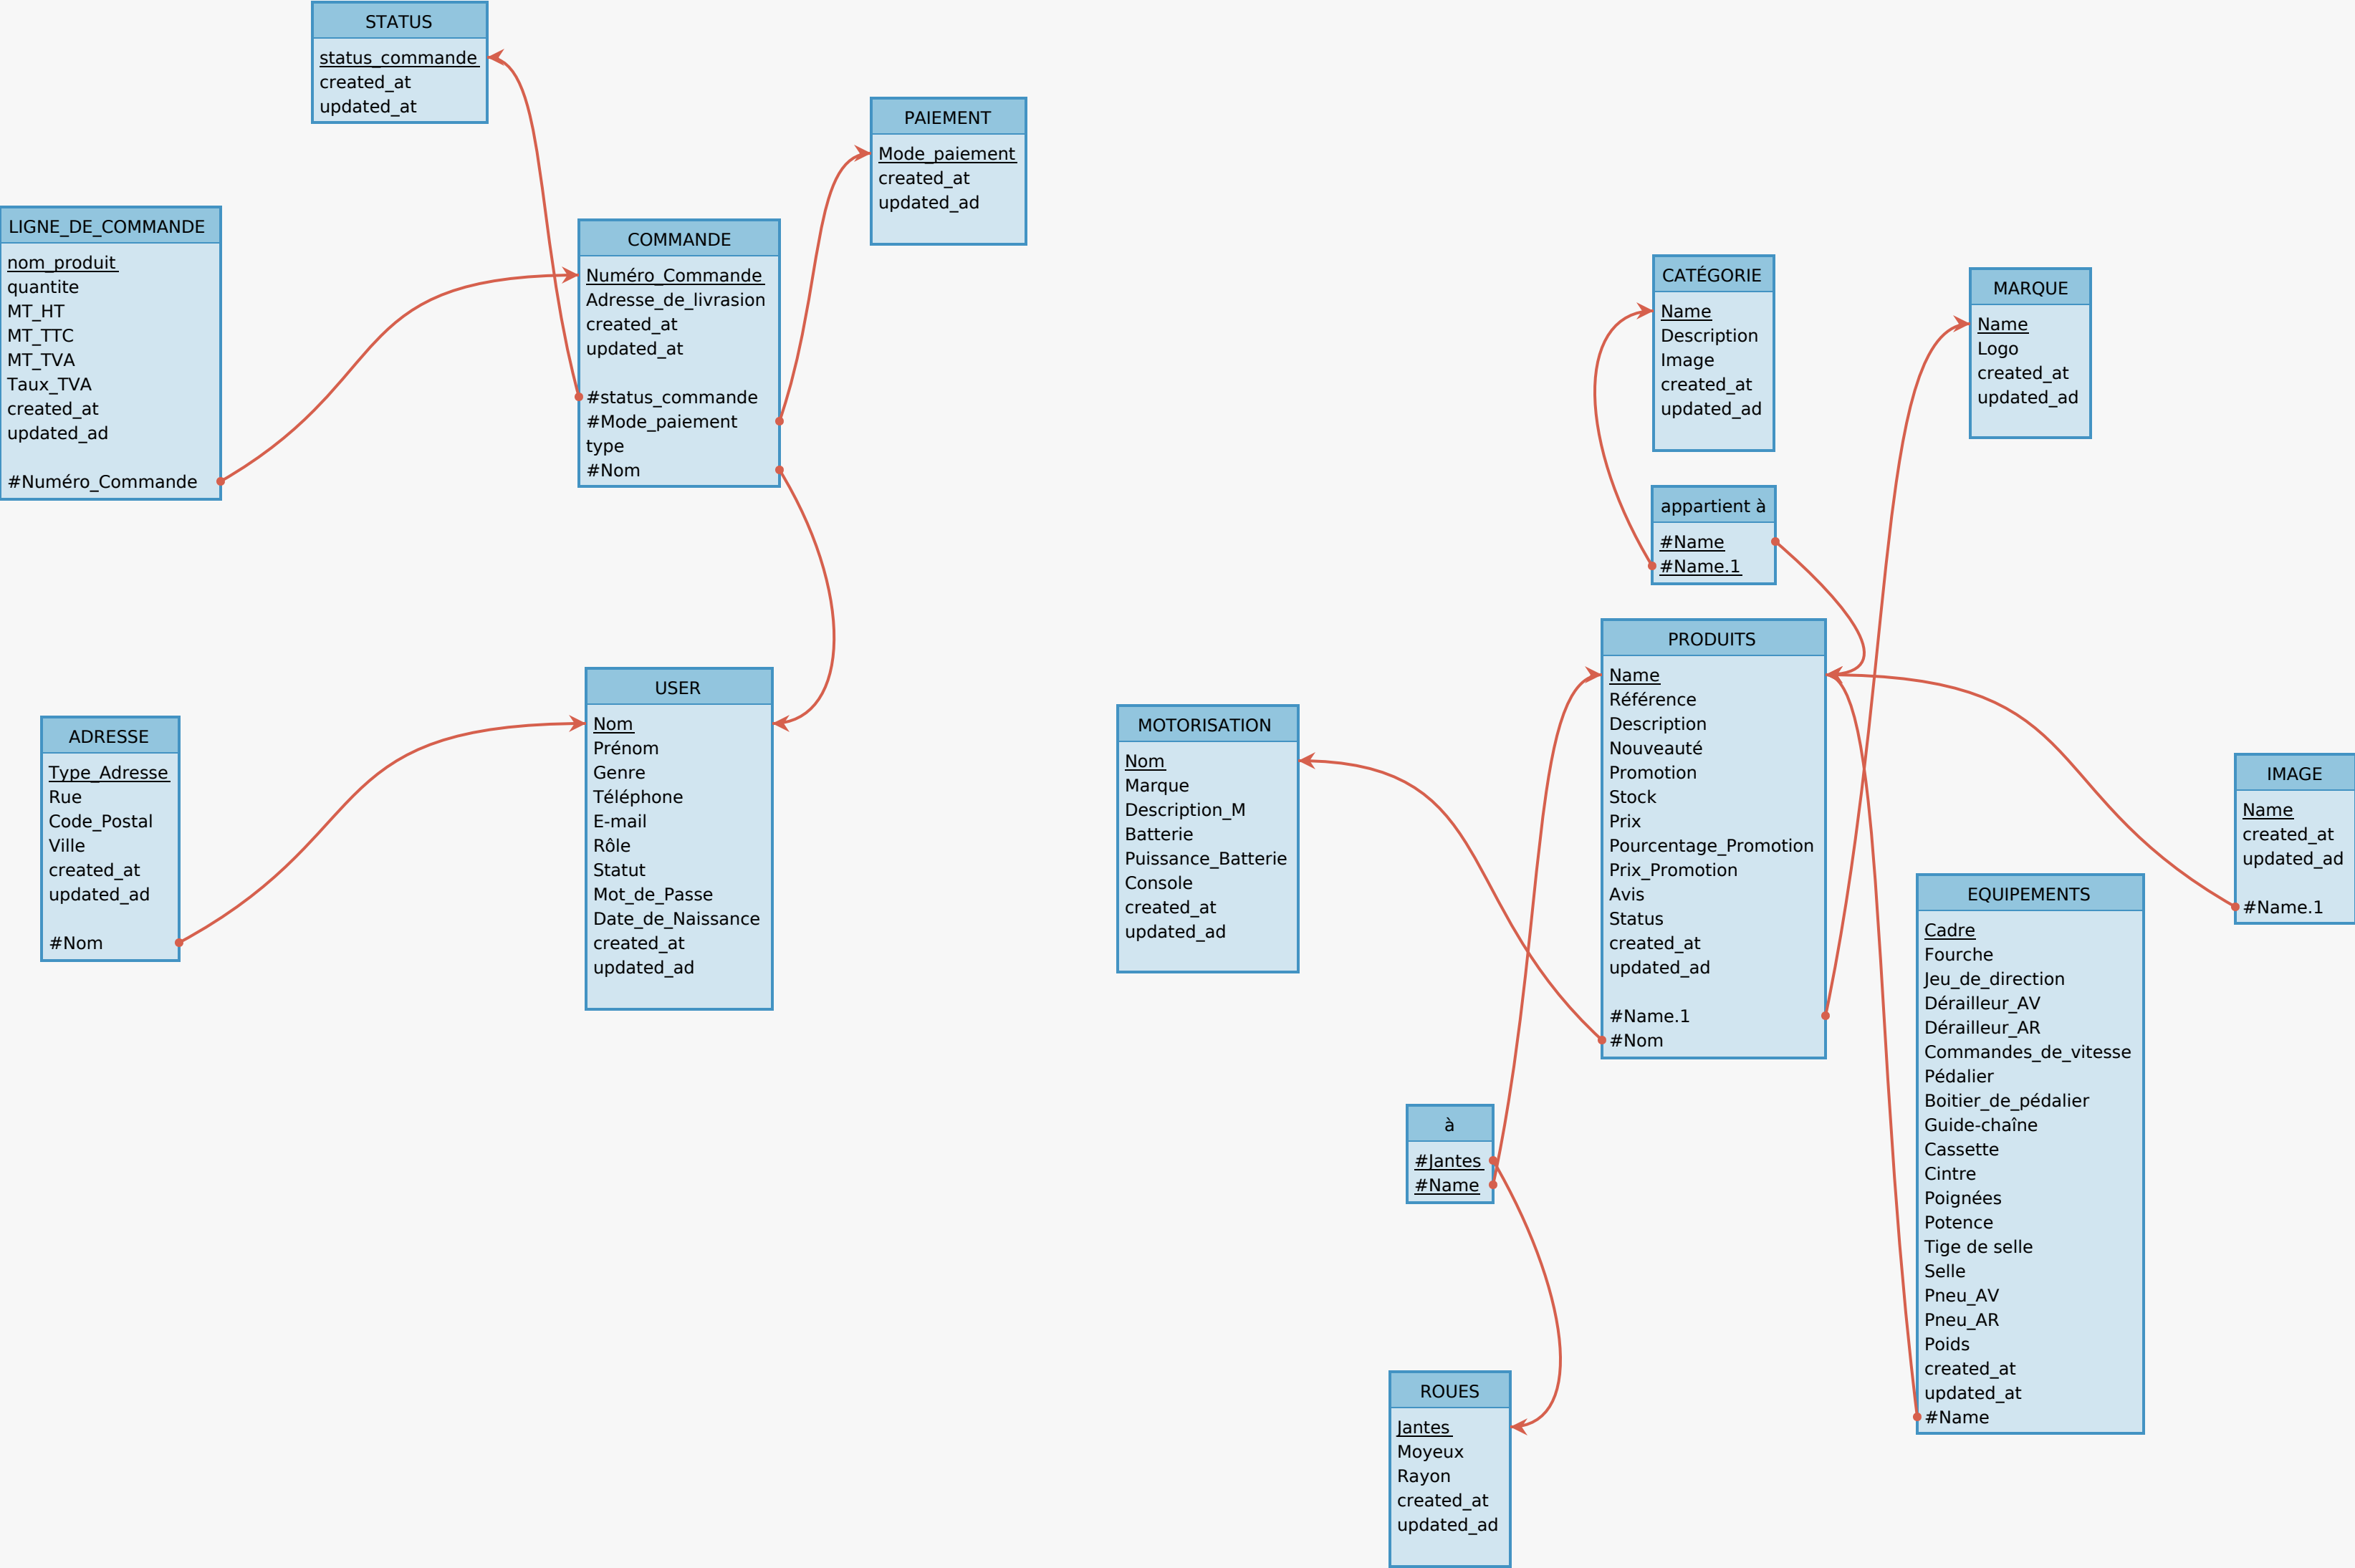 STATUS
status_commande
created_at
updated_at
PAIEMENT
Mode_paiement
created_at
updated_ad
LIGNE_DE_COMMANDE
nom_produit
quantite
MT_HT
MT_TTC
MT_TVA
Taux_TVA
created_at
updated_ad
#Numéro_Commande
COMMANDE
Numéro_Commande
Adresse_de_livrasion
created_at
updated_at
#status_commande
#Mode_paiement
type
#Nom
CATÉGORIE
Name
Description
Image
created_at
updated_ad
MARQUE
Name
Logo
created_at
updated_ad
appartient à
#Name
#Name.1
ADRESSE
Type_Adresse
Rue
Code_Postal
Ville
created_at
updated_ad
#Nom
USER
Nom
Prénom
Genre
Téléphone
E-mail
Rôle
Statut
Mot_de_Passe
Date_de_Naissance
created_at
updated_ad
MOTORISATION
Nom
Marque
Description_M
Batterie
Puissance_Batterie
Console
created_at
updated_ad
PRODUITS
Name
Référence
Description
Nouveauté
Promotion
Stock
Prix
Pourcentage_Promotion
Prix_Promotion
Avis
Status
created_at
updated_ad
#Name.1
#Nom
IMAGE
Name
created_at
updated_ad
#Name.1
EQUIPEMENTS
Cadre
Fourche
Jeu_de_direction
Dérailleur_AV
Dérailleur_AR
Commandes_de_vitesse
Pédalier
Boitier_de_pédalier
Guide-chaîne
Cassette
Cintre
Poignées
Potence
Tige de selle
Selle
Pneu_AV
Pneu_AR
Poids
created_at
updated_at
#Name
à
#Jantes
#Name
ROUES
Jantes
Moyeux
Rayon
created_at
updated_ad